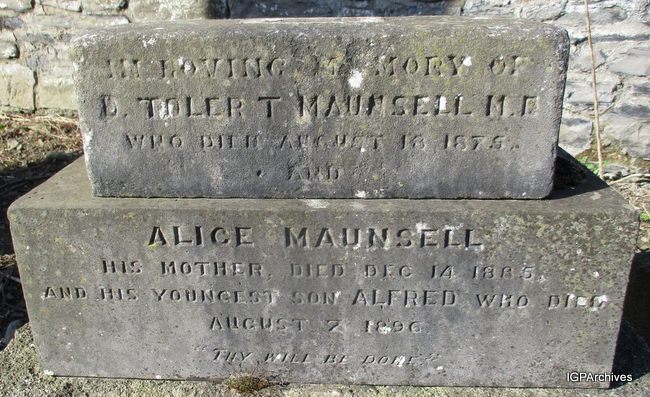 IN LOVING MEMORY OF
D. TOLER T. MAUNSELL M.D.
WHO DIED AUGUST 18. 1875.
AND
ALICE MAUNSELL
HIS MOTHER, DIED DEC 14 1885,
AND HIS YOUNGEST SON ALFRED WHO DIED
AUGUST 7 1896
"THY WILL BE DONE"
IGPArchives